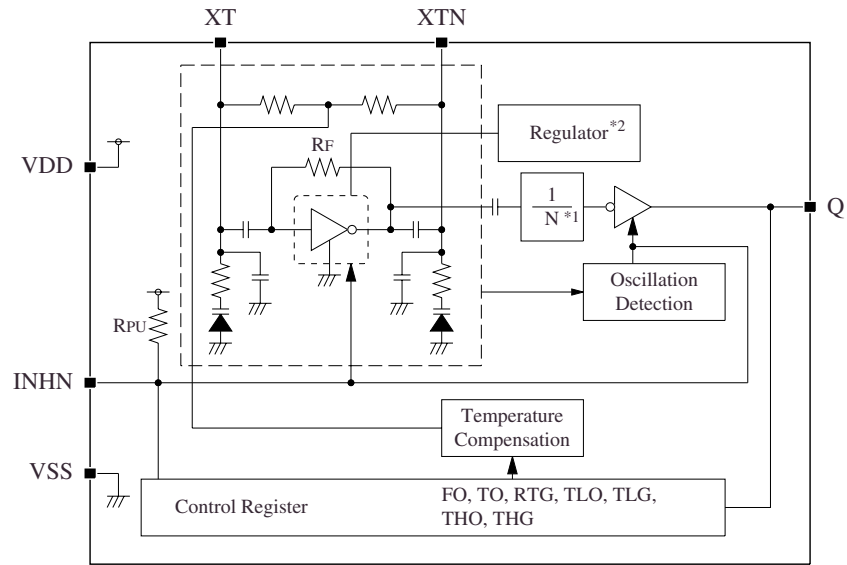 XT
XTN
Regulator*2
RF
VDD
1
N*1
Q
Oscillation
Detection
RPU
INHN
Temperature
Compensation
VSS
Control Register
FO, TO, RTG, TLO, TLG,
THO, THG